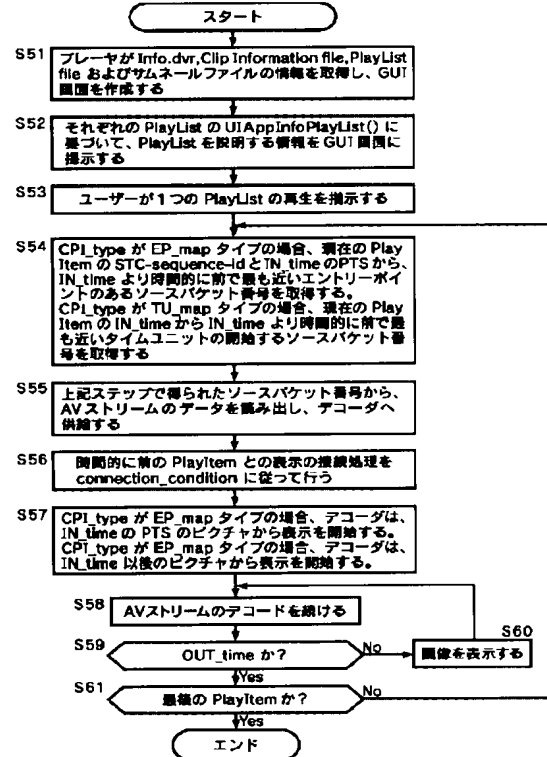 スタート
S51
プレーヤが Info.dvr,Clip Information file,PlayList
file およびサムネールファイルの情報を取得し、GUI
画面を作成する
S52
それぞれの PlayList の UIAppInfoPlayList() に
基づいて、PlayList を説明する情報を GUI 画面に
提示する
S53
ユーザーが1つの PlayList の再生を指示する
S54
CPI_type が EP_map タイプの場合、現在の Play
Item の STC-sequence-id と IN_time のPTS から、
IN_time より時間的に前で最も近いエントリーポイ
ントのあるソースパケット番号を取得する。
CPI_type が TU_map タイプの場合、現在の Play
Item の IN_time から IN_time より時間的に前で最
も近いタイムユニットの開始するソースパケット番
号を取得する
S55
上記ステップで得られたソースパケット番号から、
AVストリームのデータを読み出し、デコーダへ
供給する
S56
時間的に前の PlayItem との表示の接続処理を
connection_condition に従って行う
S57
CPI_type が EP_map タイプの場合、デコーダは、
IN_time の PTS のピクチャから表示を開始する。
CPI_type が EP_map タイプの場合、デコーダは、
IN_time 以後のピクチャから表示を開始する。
S58
AVストリームのデコードを続ける
S59
OUT_time か?
No
S60
画像を表示する
Yes
S61
最後の PlayItem か?
No
Yes
エンド